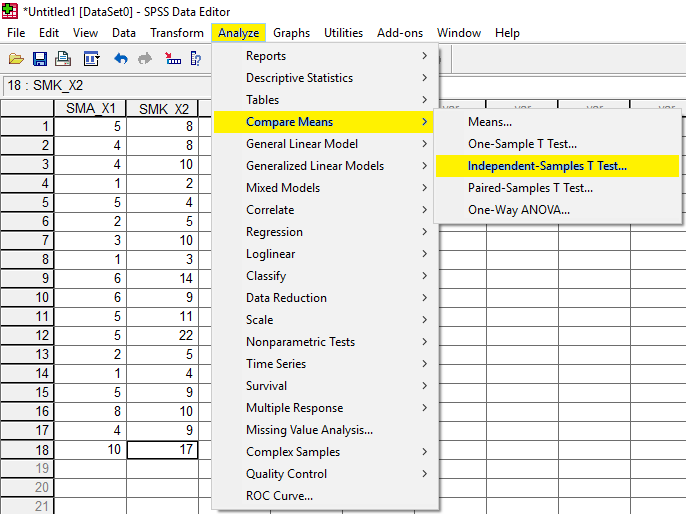 *Untitled1 [DataSet0] - SPSS Data Editor
File Edit View Data Transform Analyze Graphs Utilities Add-ons Window Help
18 : SMK_X2
SMA_X1 SMK_X2
1 5 8
2 4 8
3 4 10
4 1 2
5 5 4
6 2 5
7 3 10
8 1 3
9 6 14
10 6 9
11 5 11
12 5 22
13 2 5
14 1 4
15 5 9
16 8 10
17 4 9
18 10 17
19
20
21
Reports
Descriptive Statistics
Tables
Compare Means
General Linear Model
Generalized Linear Models
Mixed Models
Correlate
Regression
Loglinear
Classify
Data Reduction
Scale
Nonparametric Tests
Time Series
Survival
Multiple Response
Missing Value Analysis...
Complex Samples
Quality Control
ROC Curve...
Means...
One-Sample T Test...
Independent-Samples T Test...
Paired-Samples T Test...
One-Way ANOVA...